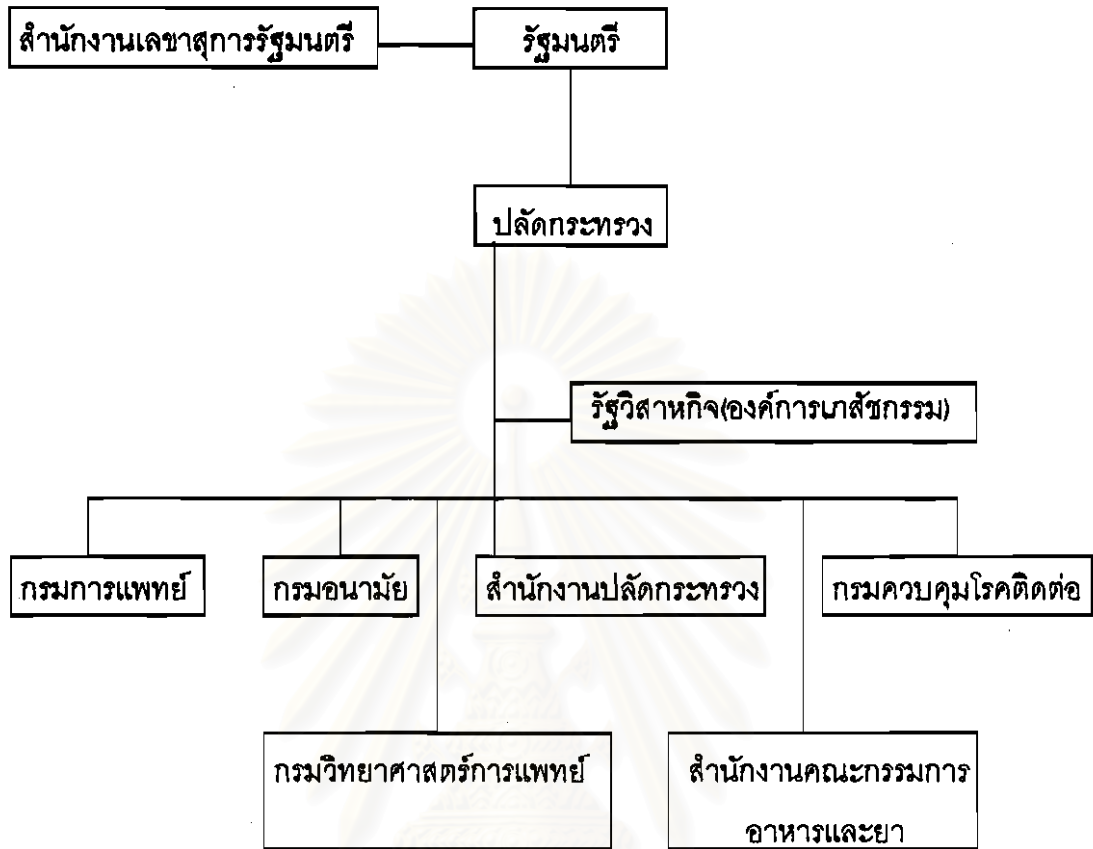 สำนักงานเลขาสุการรัฐมนตรี
รัฐมนตรี
ปลัดกระทรวง
รัฐวิสาหกิจ(องค์การเภสัชกรรม)
กรมการแพทย์
กรมอนามัย
สำนักงานปลัดกระทรวง
กรมควบคุมโรคติดต่อ
กรมวิทยาศาสตร์การแพทย์
สำนักงานคณะกรรมการ
อาหารและยา